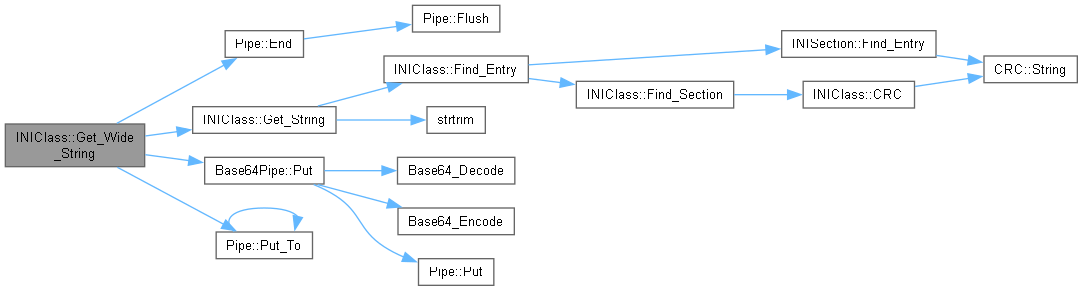 Pipe::Flush
Pipe::End
INISection::Find_Entry
INIClass::Find_Entry
CRC::String
INIClass::Find_Section
INIClass::CRC
INIClass::Get_String
strtrim
INIClass::Get_Wide
_String
Base64Pipe::Put
Base64_Decode
Base64_Encode
Pipe::Put_To
Pipe::Put